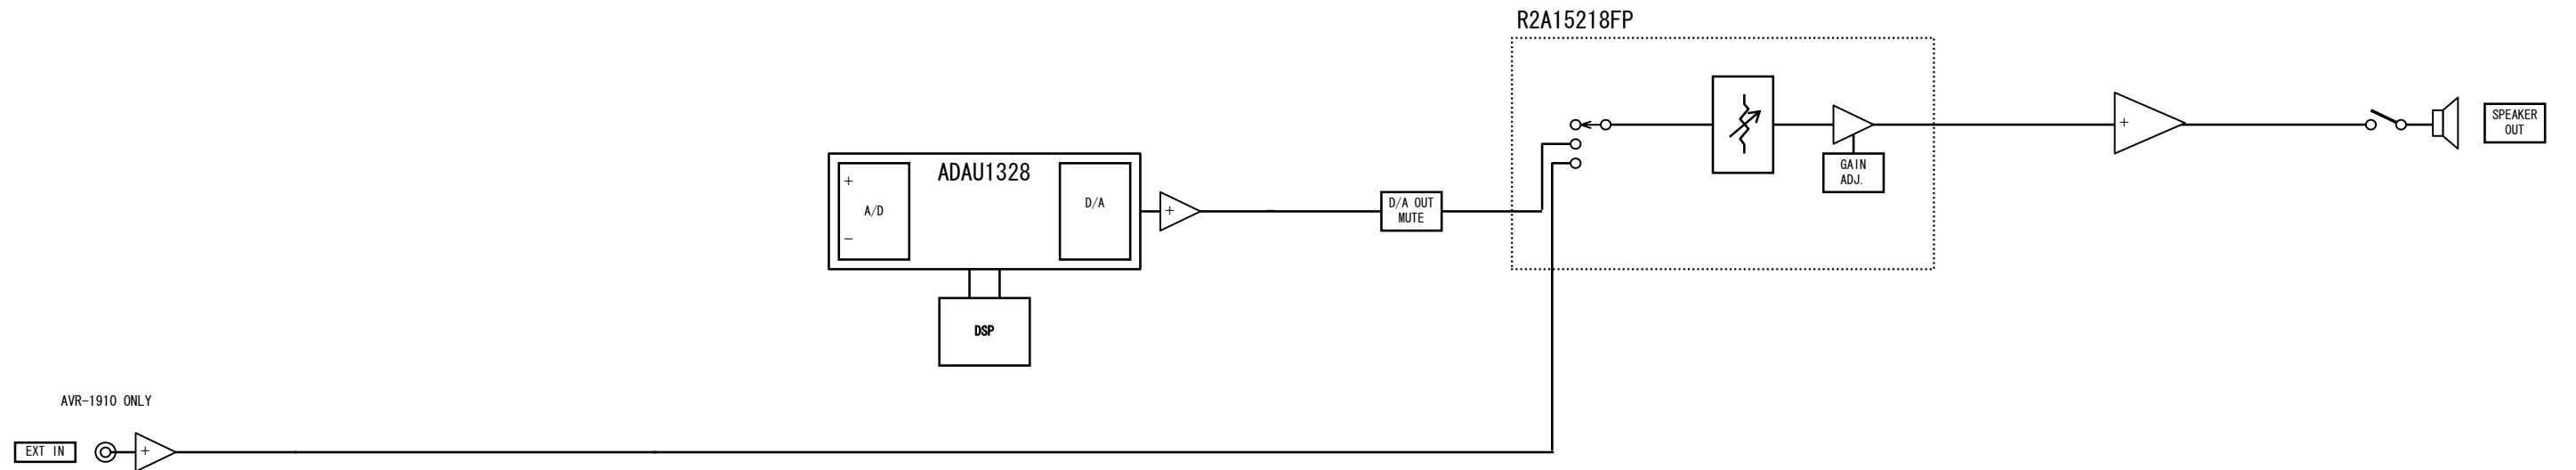 R2A15218FP
SPEAKER
OUT
ADAU1328
+
A/D
−
D/A
+
D/A OUT
MUTE
GAIN
ADJ.
+
DSP
AVR-1910 ONLY
EXT IN
+